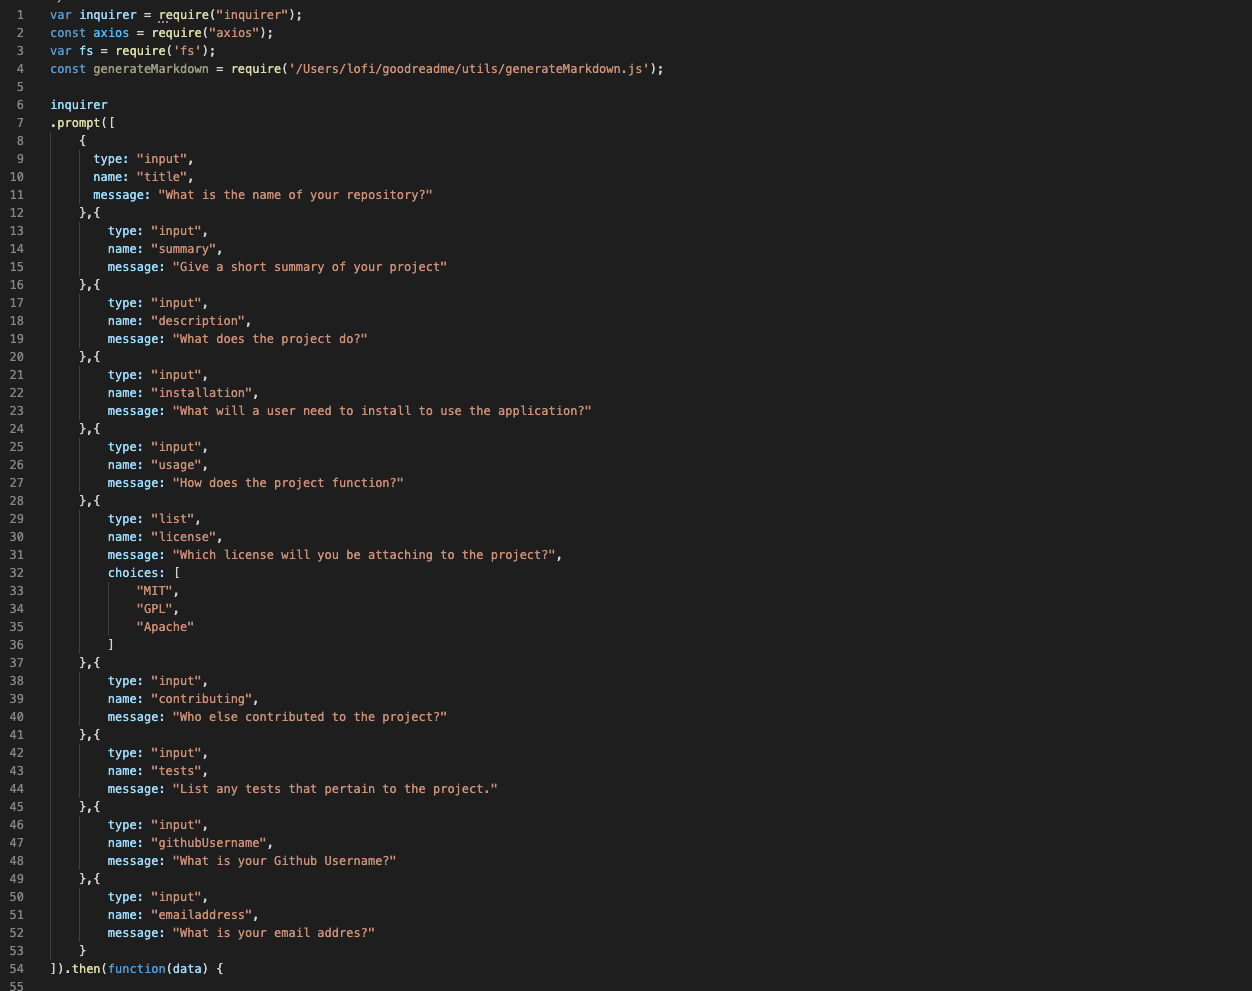 1 var inquirer = require("inquirer");
2 const axios = require("axios");
3 var fs = require('fs');
4 const generateMarkdown = require('/Users/lofi/goodreadme/utils/generateMarkdown.js');
5
6 inquirer
7 .prompt([
8 {
9 type: "input",
10 name: "title",
11 message: "What is the name of your repository?"
12 },{
13 type: "input",
14 name: "summary",
15 message: "Give a short summary of your project"
16 },{
17 type: "input",
18 name: "description",
19 message: "What does the project do?"
20 },{
21 type: "input",
22 name: "installation",
23 message: "What will a user need to install to use the application?"
24 },{
25 type: "input",
26 name: "usage",
27 message: "How does the project function?"
28 },{
29 type: "list",
30 name: "license",
31 message: "Which license will you be attaching to the project?",
32 choices: [
33 "MIT",
34 "GPL",
35 "Apache"
36 ]
37 },{
38 type: "input",
39 name: "contributing",
40 message: "Who else contributed to the project?"
41 },{
42 type: "input",
43 name: "tests",
44 message: "List any tests that pertain to the project."
45 },{
46 type: "input",
47 name: "githubUsername",
48 message: "What is your Github Username?"
49 },{
50 type: "input",
51 name: "emailaddress",
52 message: "What is your email addres?"
53 }
54 ]).then(function(data) {
55